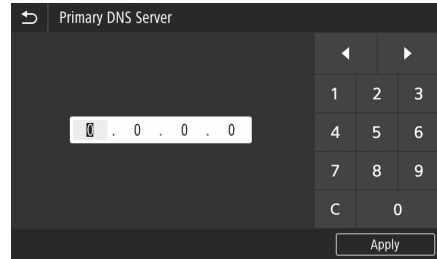 Primary DNS Server
0 . 0 . 0 . 0
1 2 3
4 5 6
7 8 9
C 0
Apply